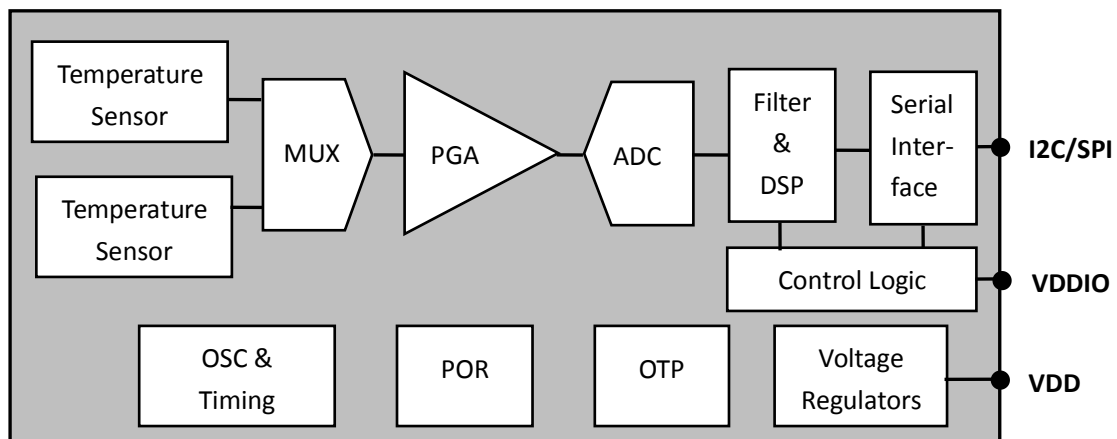 Temperature
Sensor
Temperature
Sensor
MUX
PGA
ADC
Filter
&
DSP
Serial
Inter-
face
I2C/SPI
Control Logic
VDDIO
OSC &
Timing
POR
OTP
Voltage
Regulators
VDD